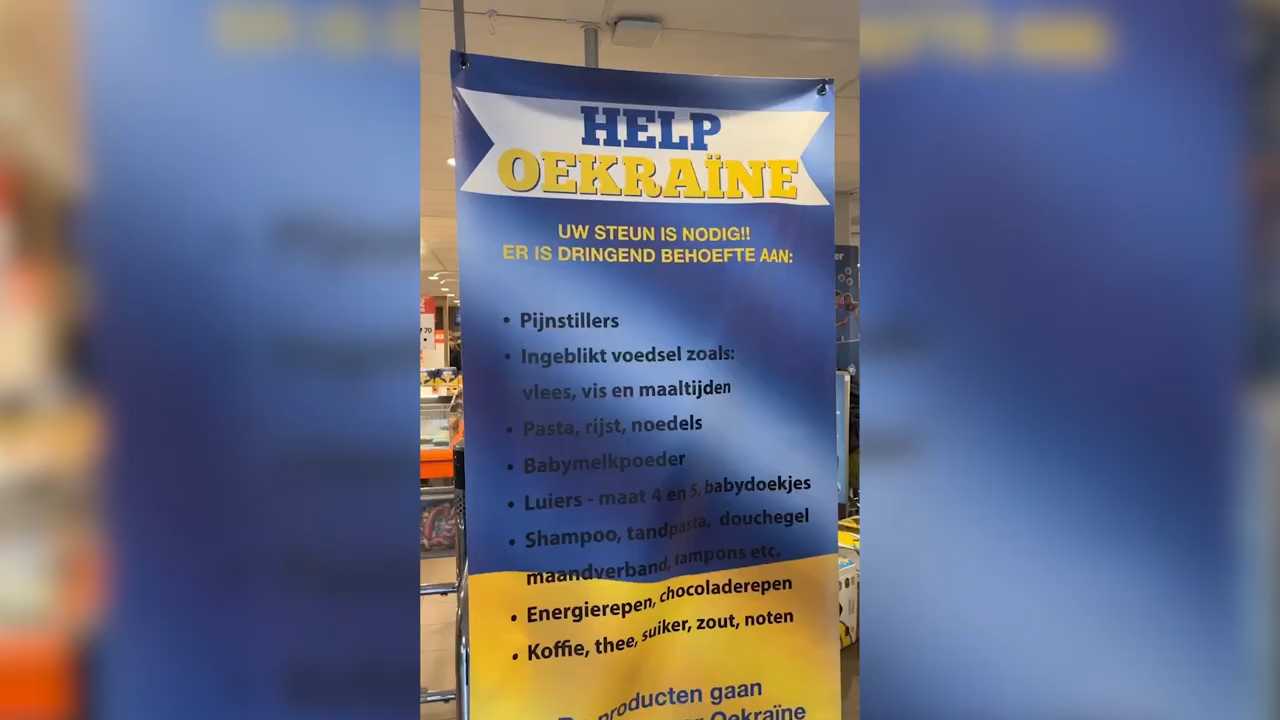 HELP
OEKRAÏNE
UW STEUN IS NODIG!!
ER IS DRINGEND BEHOEFTE AAN:
• Pijnstillers
• Ingeblikt voedsel zoals:
vlees, vis en maaltijden
• Pasta, rijst, noedels
• Babymelkpoeder
• Luiers - maat 4 en 5, babydoekjes
• Shampoo, tandpasta, douchegel
maandverband, tampons etc.
• Energierepen, chocoladerepen
• Koffie, thee, suiker, zout, noten
producten gaan
Oekraïne
70